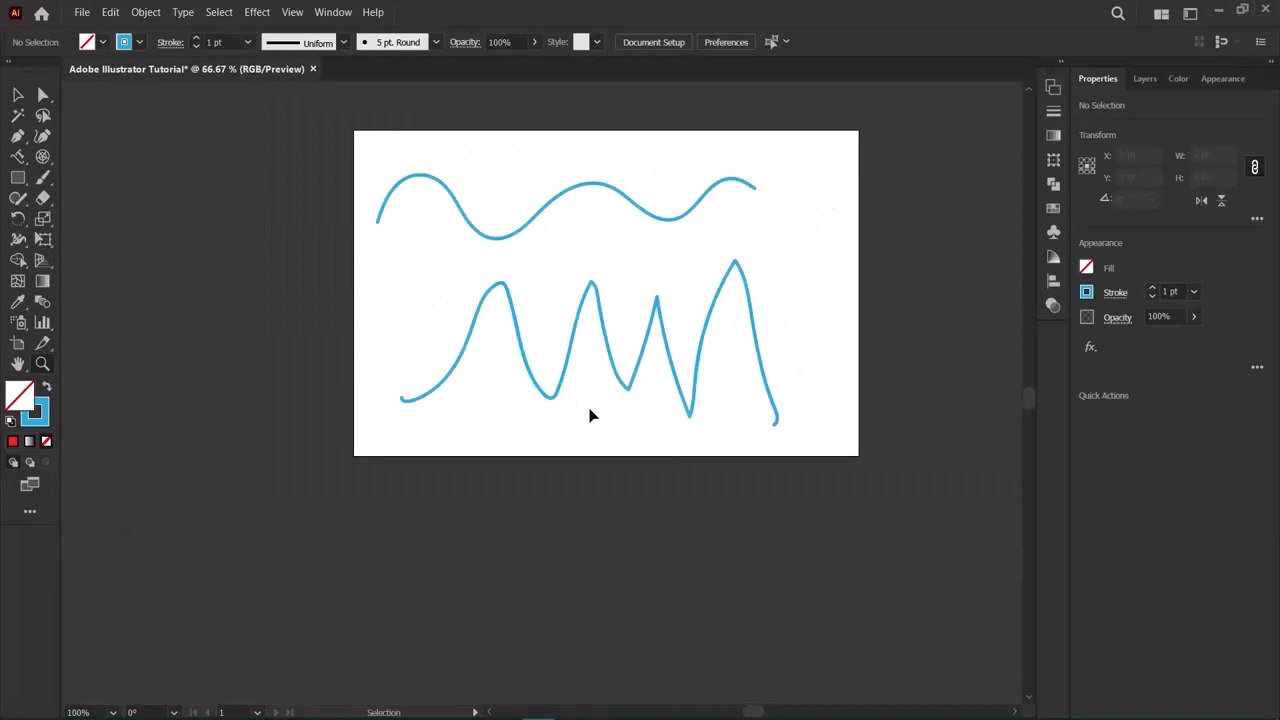 Ai File Edit Object Type Select Effect View Window Help
No Selection Stroke: 1 pt Uniform 5 pt. Round Opacity: 100% Style: Document Setup Preferences
Adobe Illustrator Tutorial* @ 66.67 % (RGB/Preview) ×
Properties Layers Color Appearance
No Selection
Transform
X: W:
Y: H:
Appearance
Fill
Stroke 1 pt
Opacity 100%
fx.
Quick Actions
100% 0° 1 Selection